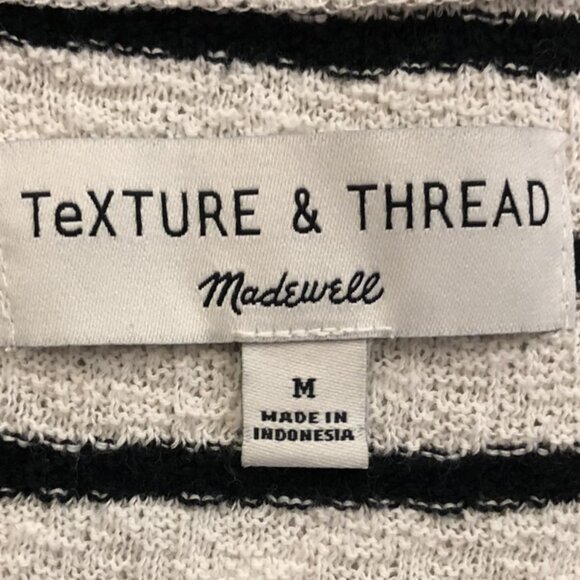 TeXTURE & THREAD
Madewell
M
MADE IN
INDONESIA